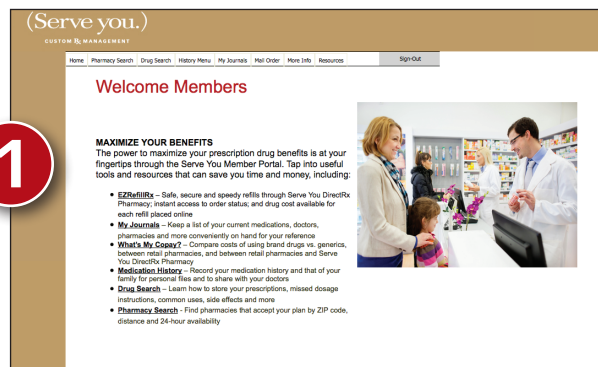 (Serve you.)
CUSTOM Rx MANAGEMENT
Home Pharmacy Search Drug Search History Menu My Journals Mail Order More Info Resources Sign-Out
Welcome Members
1
MAXIMIZE YOUR BENEFITS
The power to maximize your prescription drug benefits is at your
fingertips through the Serve You Member Portal. Tap into useful
tools and resources that can save you time and money, including:
• EZRefillRx – Safe, secure and speedy refills through Serve You DirectRx
Pharmacy; instant access to order status; and drug cost available for
each refill placed online
• My Journals – Keep a list of your current medications, doctors,
pharmacies and more conveniently on hand for your reference
• What's My Copay? – Compare costs of using brand drugs vs. generics,
between retail pharmacies, and between retail pharmacies and Serve
You DirectRx Pharmacy
• Medication History – Record your medication history and that of your
family for personal files and to share with your doctors
• Drug Search – Learn how to store your prescriptions, missed dosage
instructions, common uses, side effects and more
• Pharmacy Search - Find pharmacies that accept your plan by ZIP code,
distance and 24-hour availability